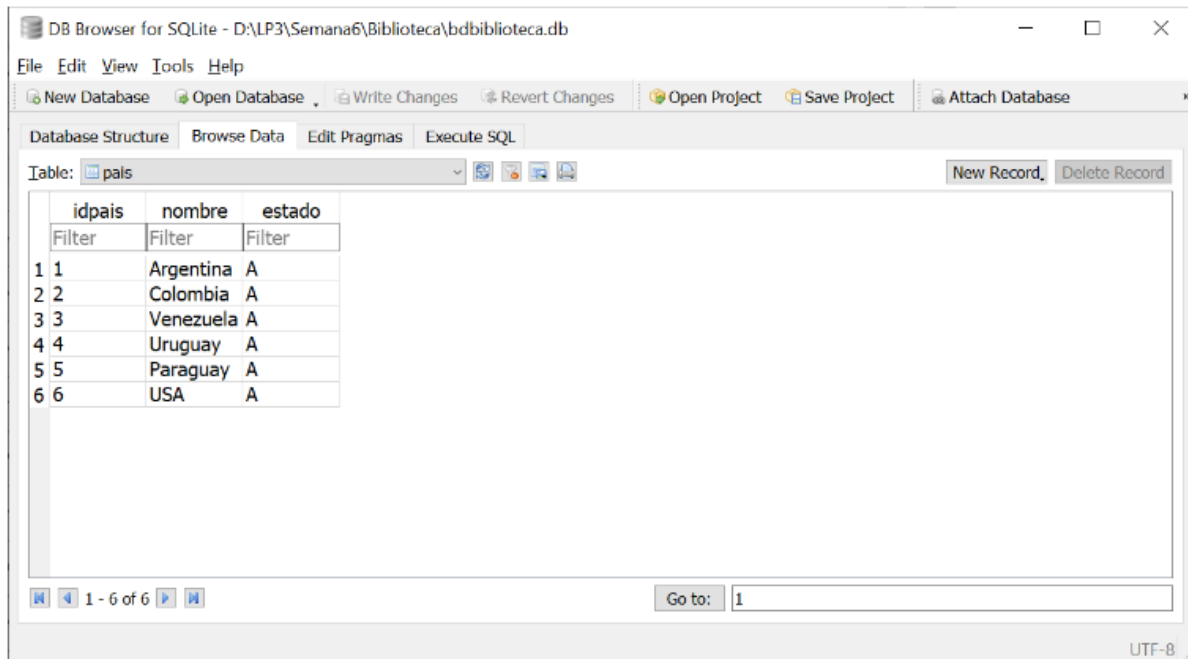 DB Browser for SQLite - D:\LP3\Semana6\Biblioteca\bdbiblioteca.db
File Edit View Tools Help
New Database Open Database Write Changes Revert Changes Open Project Save Project Attach Database
Database Structure Browse Data Edit Pragmas Execute SQL
Table: pais New Record Delete Record
idpais nombre estado
Filter Filter Filter
1 1 Argentina A
2 2 Colombia A
3 3 Venezuela A
4 4 Uruguay A
5 5 Paraguay A
6 6 USA A
1 - 6 of 6 Go to: 1
UTF-8